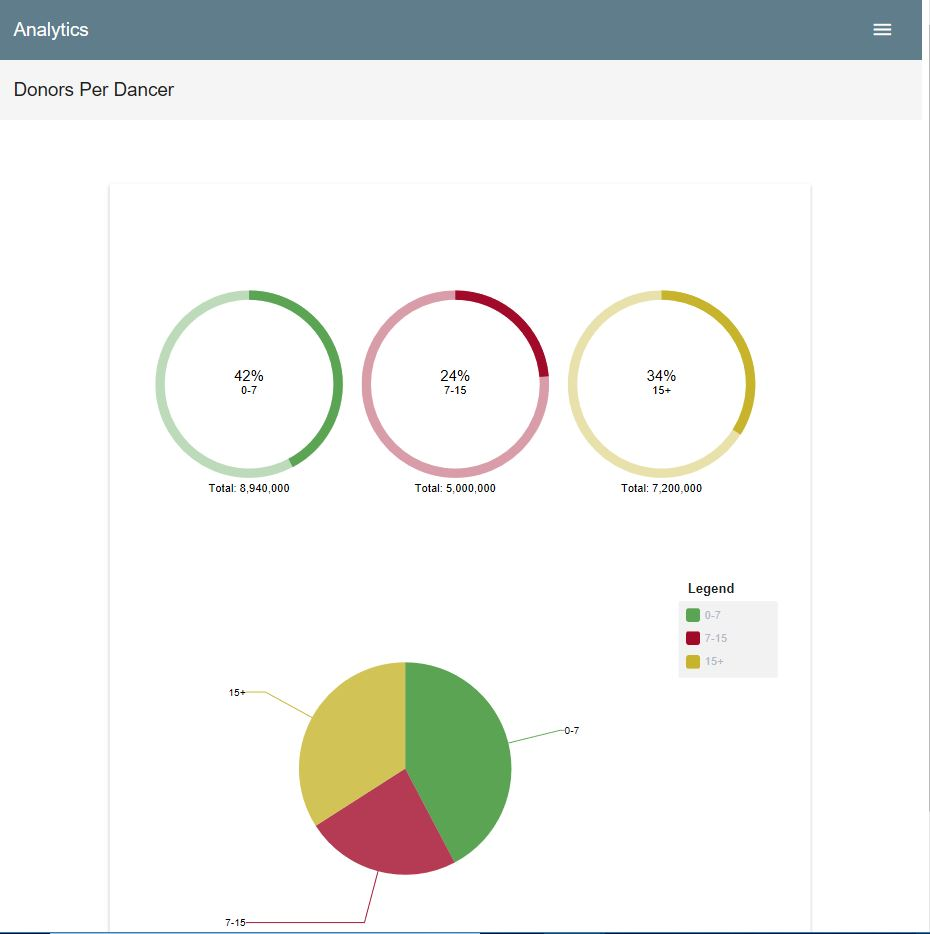 Analytics
Donors Per Dancer
42%
0-7
Total: 8,940,000
24%
7-15
Total: 5,000,000
34%
15+
Total: 7,200,000
Legend
0-7
7-15
15+
15+
0-7
7-15